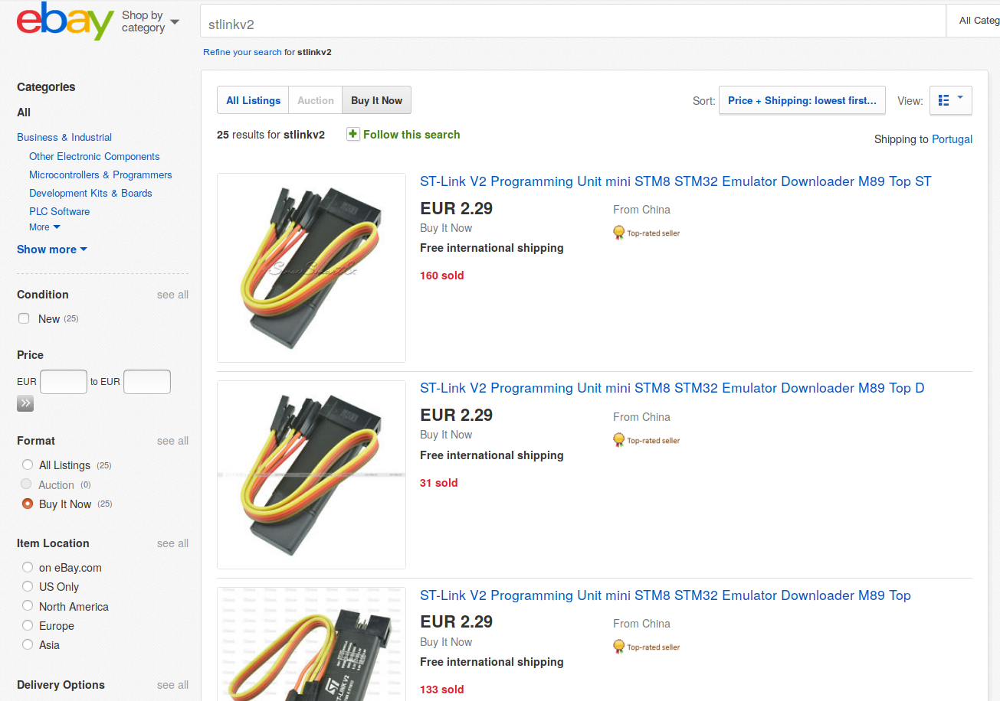 ebay
Shop by
category
stlinkv2
All Categ
Refine your search for stlinkv2
Categories
All
Business & Industrial
Other Electronic Components
Microcontrollers & Programmers
Development Kits & Boards
PLC Software
More
Show more
Condition see all
New (25)
Price
EUR to EUR
Format see all
All Listings (25)
Auction (0)
Buy It Now (25)
Item Location see all
on eBay.com
US Only
North America
Europe
Asia
Delivery Options see all
All Listings Auction Buy It Now
Sort: Price + Shipping: lowest first... View:
25 results for stlinkv2 Follow this search
Shipping to Portugal
ST-Link V2 Programming Unit mini STM8 STM32 Emulator Downloader M89 Top ST
EUR 2.29 From China
Buy It Now Top-rated seller
Free international shipping
160 sold
ST-Link V2 Programming Unit mini STM8 STM32 Emulator Downloader M89 Top D
EUR 2.29 From China
Buy It Now Top-rated seller
Free international shipping
31 sold
ST-Link V2 Programming Unit mini STM8 STM32 Emulator Downloader M89 Top
EUR 2.29 From China
Buy It Now Top-rated seller
Free international shipping
133 sold
ST-LINK V2